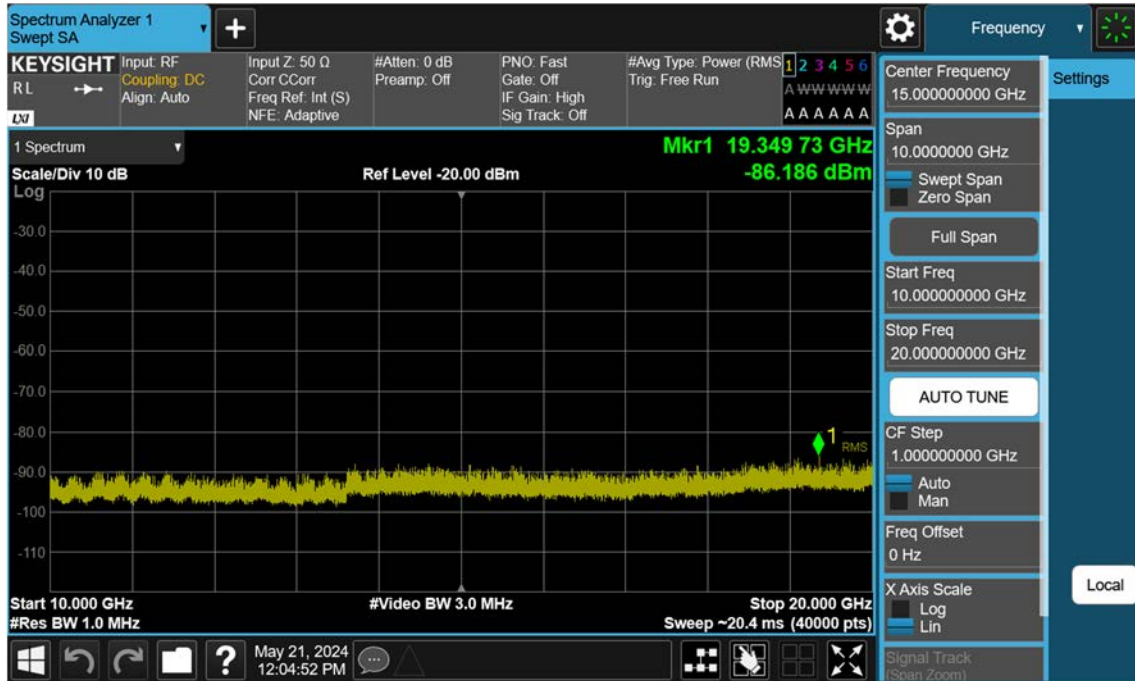 Spectrum Analyzer 1
Swept SA
Frequency
KEYSIGHT
RL
LXI
Input: RF
Coupling: DC
Align: Auto
Input Z: 50 Ω
Corr CCorr
Freq Ref: Int (S)
NFE: Adaptive
#Atten: 0 dB
Preamp: Off
PNO: Fast
Gate: Off
IF Gain: High
Sig Track: Off
#Avg Type: Power (RMS
Trig: Free Run
1 2 3 4 5 6
A W W W W W
A A A A A A
1 Spectrum
Mkr1 19.349 73 GHz
Scale/Div 10 dB
Ref Level -20.00 dBm
-86.186 dBm
Log
-30.0
-40.0
-50.0
-60.0
-70.0
-80.0
-90.0
-100
-110
1
RMS
Start 10.000 GHz
#Video BW 3.0 MHz
Stop 20.000 GHz
#Res BW 1.0 MHz
Sweep ~20.4 ms (40000 pts)
Center Frequency
15.000000000 GHz
Settings
Span
10.0000000 GHz
Swept Span
Zero Span
Full Span
Start Freq
10.000000000 GHz
Stop Freq
20.000000000 GHz
AUTO TUNE
CF Step
1.000000000 GHz
Auto
Man
Freq Offset
0 Hz
X Axis Scale
Log
Lin
Local
Signal Track
(Span Zoom)
?
May 21, 2024
12:04:52 PM